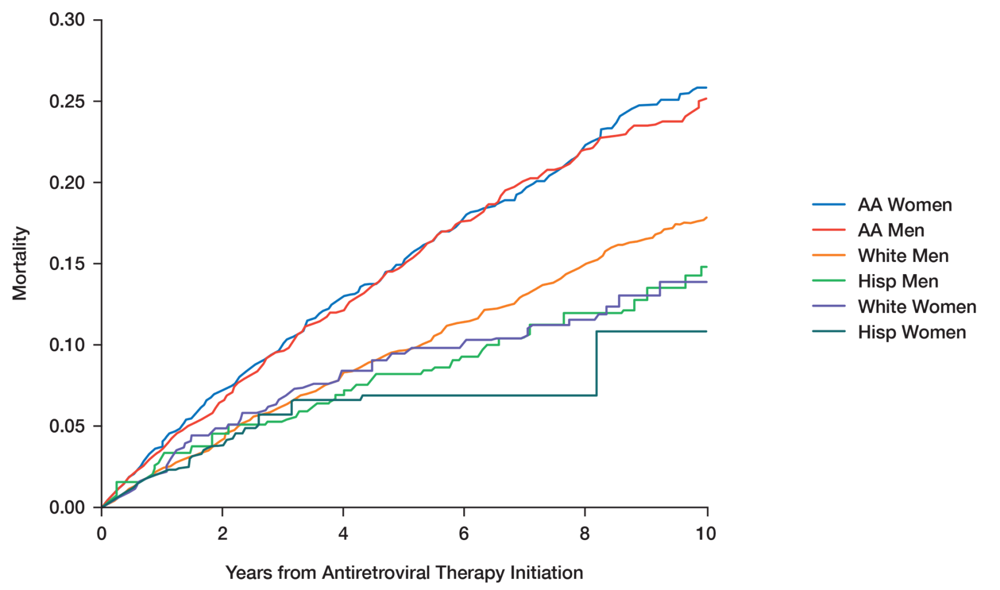 0.30
0.25
0.20
0.15
0.10
0.05
0.00
Mortality
0 2 4 6 8 10
Years from Antiretroviral Therapy Initiation
AA Women
AA Men
White Men
Hisp Men
White Women
Hisp Women